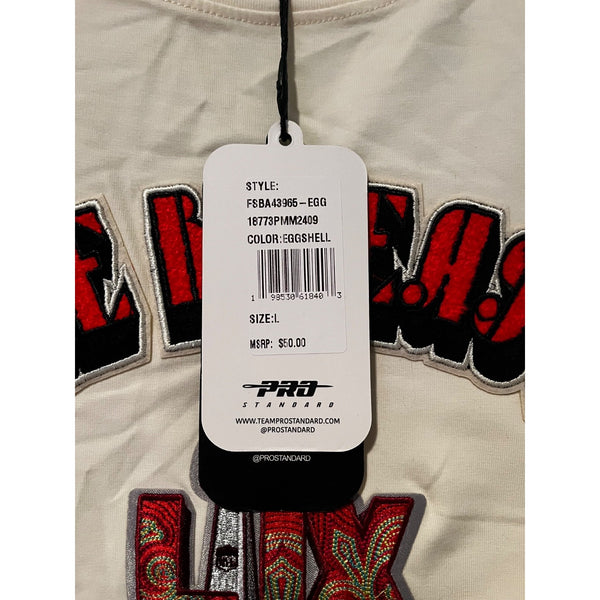 STYLE:
FSBA43965-EGG
18773PMM2409
COLOR:EGGSHELL
1 98530 61840 3
SIZE:L
MSRP: $50.00
PRO
STANDARD
WWW.TEAMPROSTANDARD.COM
@PROSTANDARD
@PROSTANDARD
LIX